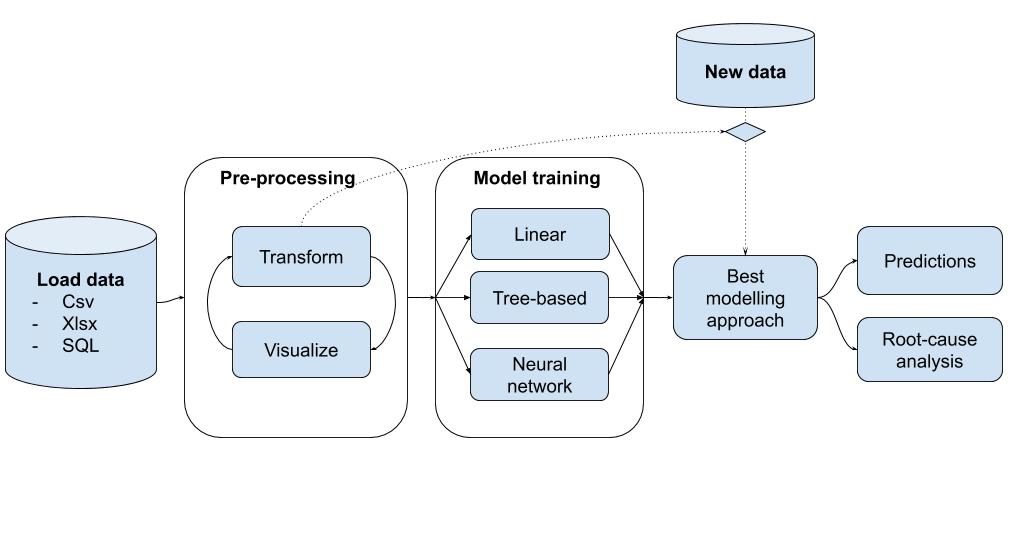 New data
Pre-processing
Model training
Load data
- Csv
- Xlsx
- SQL
Transform
Visualize
Linear
Tree-based
Neural
network
Best
modelling
approach
Predictions
Root-cause
analysis